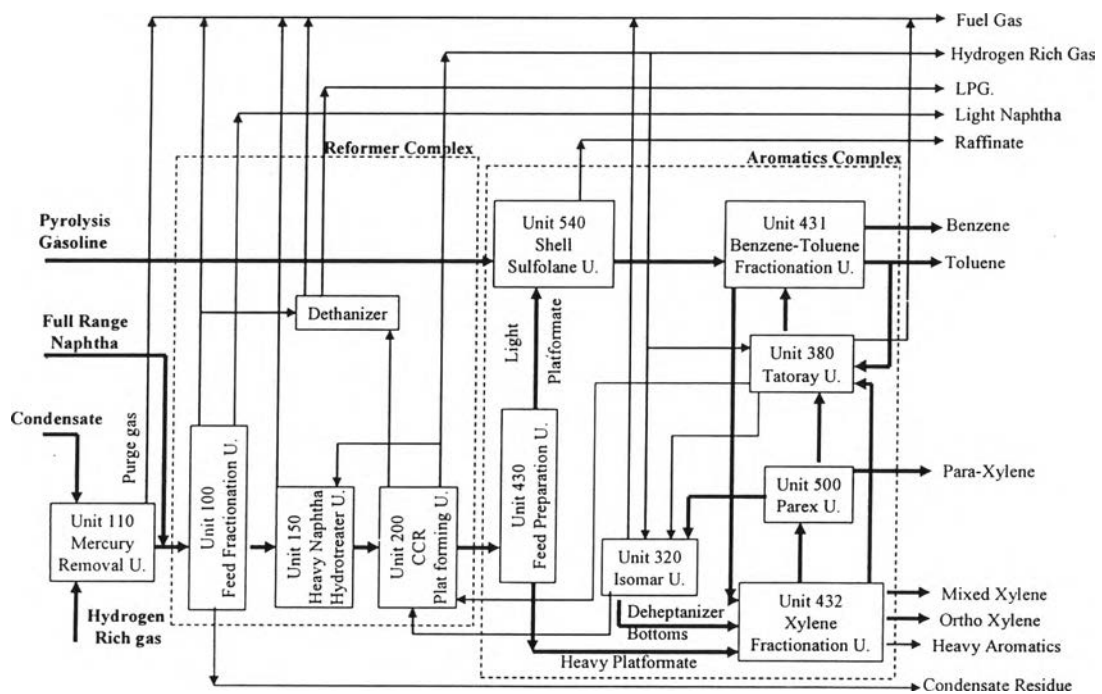 Fuel Gas
Hydrogen Rich Gas
LPG.
Light Naphtha
Raffinate
Reformer Complex
Aromatics Complex
Pyrolysis
Gasoline
Unit 540
Shell
Sulfolane U.
Unit 431
Benzene-Toluene
Fractionation U.
Benzene
Toluene
Dethanizer
Full Range
Naphtha
Light
Platformate
Unit 380
Tatoray U.
Condensate
Purge gas
Unit 110
Mercury
Removal U.
Unit 100
Feed Fractionation U.
Unit 150
Heavy Naphtha
Hydrotreater U.
Unit 200
CCR
Plat forming U.
Unit 430
Feed Preparation U.
Unit 500
Parex U.
Para-Xylene
Unit 320
Isomar U.
Hydrogen
Rich gas
Deheptanizer
Bottoms
Heavy Platformate
Unit 432
Xylene
Fractionation U.
Mixed Xylene
Ortho Xylene
Heavy Aromatics
Condensate Residue